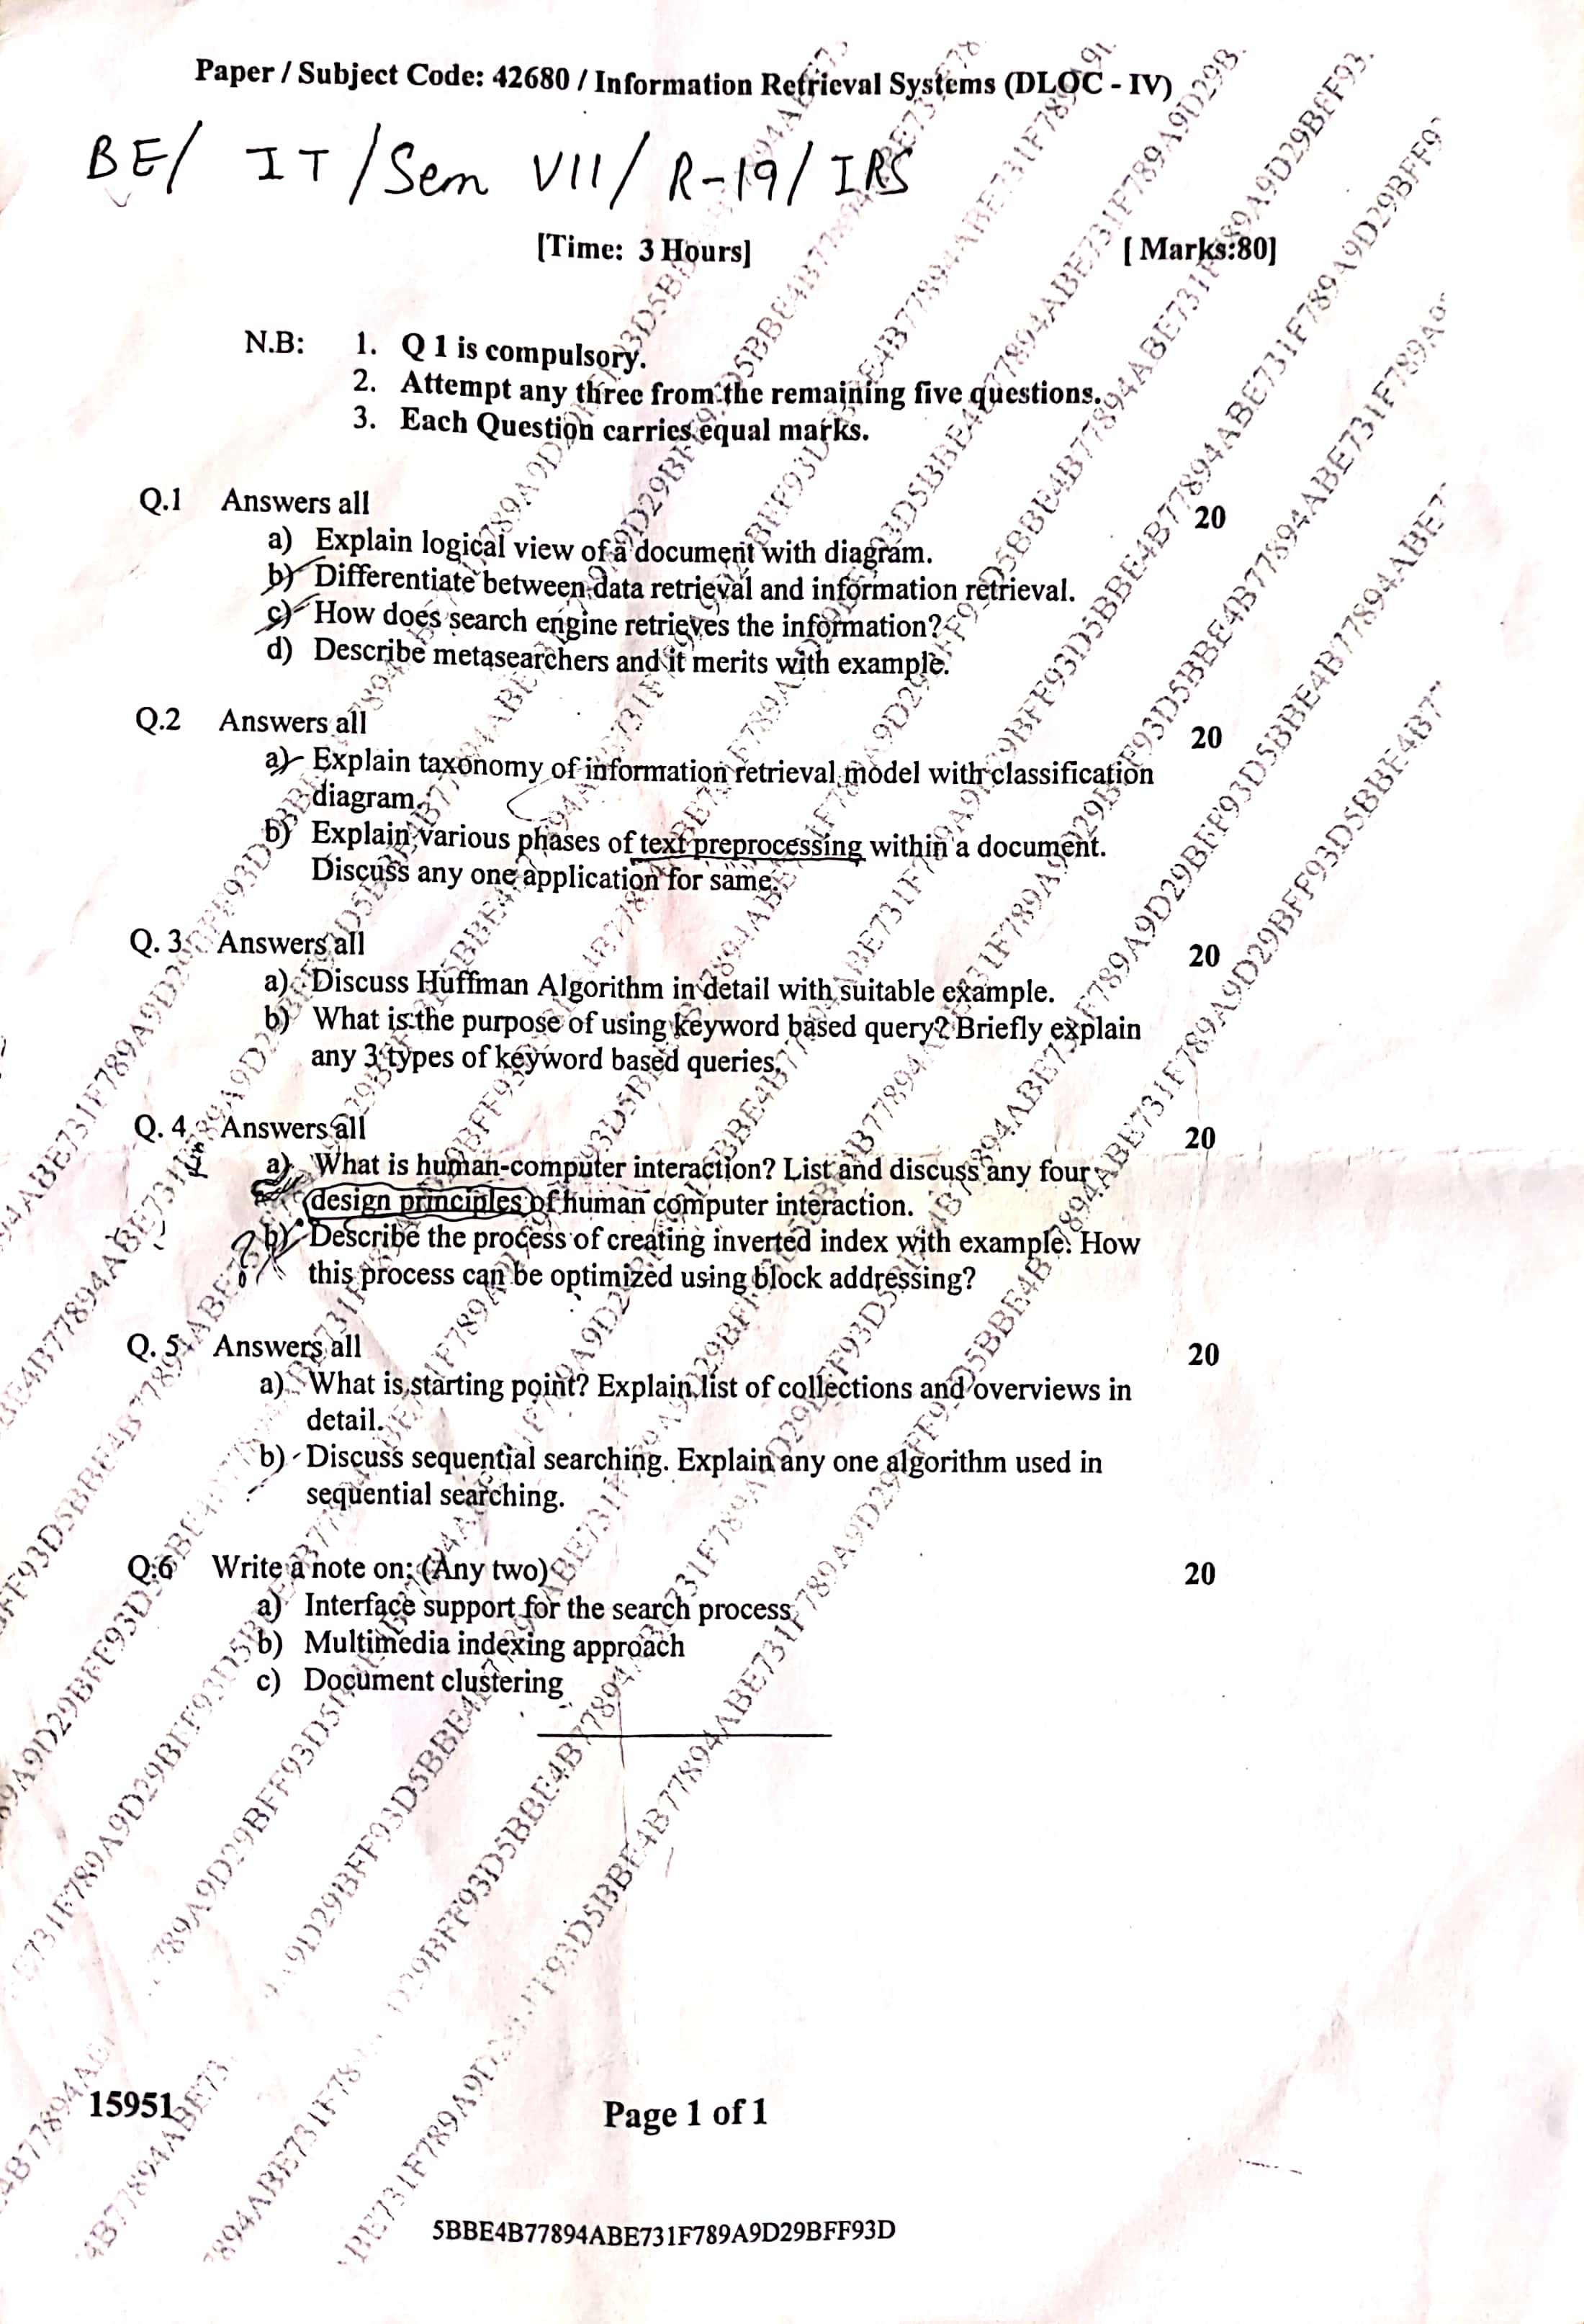 Paper / Subject Code: 42680 / Information Retrieval Systems (DLOC - IV)
BE/ IT /Sem VII/ R-19/ IRS
[Time: 3 Hours] [ Marks:80]
N.B: 1. Q 1 is compulsory.
2. Attempt any three from the remaining five questions.
3. Each Question carries equal marks.
Q.1 Answers all 20
a) Explain logical view of a document with diagram.
b) Differentiate between data retrieval and information retrieval.
c) How does search engine retrieves the information?
d) Describe metasearchers and it merits with example.
Q.2 Answers all 20
a) Explain taxonomy of information retrieval model with classification
diagram.
b) Explain various phases of text preprocessing within a document.
Discuss any one application for same.
Q. 3 Answers all 20
a) Discuss Huffman Algorithm in detail with suitable example.
b) What is the purpose of using keyword based query? Briefly explain
any 3 types of keyword based queries.
Q. 4 Answers all 20
a) What is human-computer interaction? List and discuss any four
design principles of human computer interaction.
b) Describe the process of creating inverted index with example. How
this process can be optimized using block addressing?
Q. 5 Answers all 20
a) What is starting point? Explain list of collections and overviews in
detail.
b) Discuss sequential searching. Explain any one algorithm used in
sequential searching.
Q.6 Write a note on: (Any two) 20
a) Interface support for the search process
b) Multimedia indexing approach
c) Document clustering
15951
Page 1 of 1
5BBE4B77894ABE731F789A9D29BFF93D